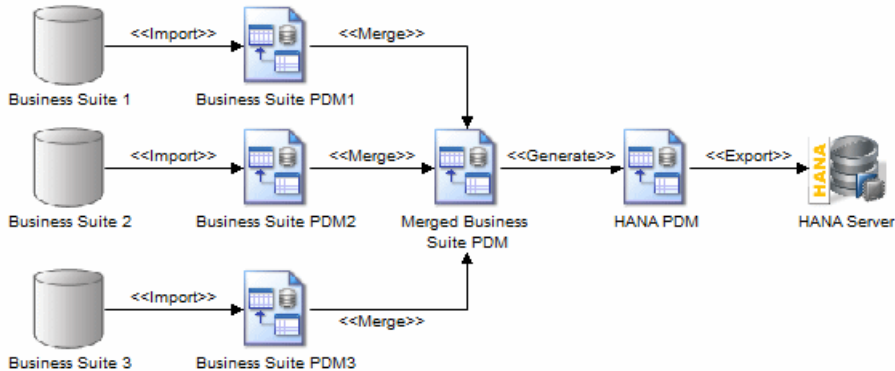 <<Import>>
<<Merge>>
Business Suite 1
Business Suite PDM1
<<Import>>
<<Merge>>
<<Generate>>
<<Export>>
HANA
Business Suite 2
Business Suite PDM2
Merged Business
Suite PDM
HANA PDM
HANA Server
<<Import>>
<<Merge>>
Business Suite 3
Business Suite PDM3